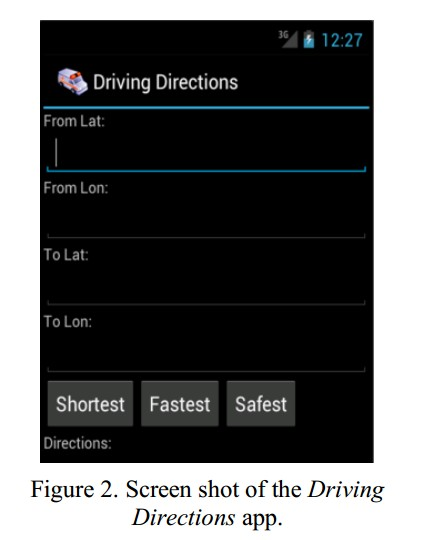 3G 12:27
Driving Directions
From Lat:
From Lon:
To Lat:
To Lon:
Shortest Fastest Safest
Directions:
Figure 2. Screen shot of the Driving
Directions app.